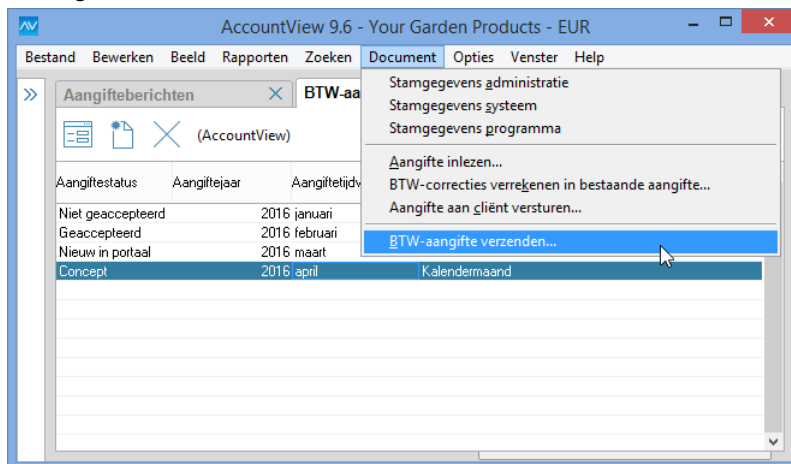 AccountView 9.6 - Your Garden Products - EUR
Bestand Bewerken Beeld Rapporten Zoeken Document Opties Venster Help
Aangifteberichten BTW-aa
(AccountView)
Stamgegevens administratie
Stamgegevens systeem
Stamgegevens programma
Aangifte inlezen...
BTW-correcties verrekenen in bestaande aangifte...
Aangifte aan cliënt versturen...
BTW-aangifte verzenden...
Aangiftestatus Aangiftejaar Aangiftetijdv
Niet geaccepteerd 2016 januari
Geaccepteerd 2016 februari
Nieuw in portaal 2016 maart
Concept 2016 april Kalendermaand